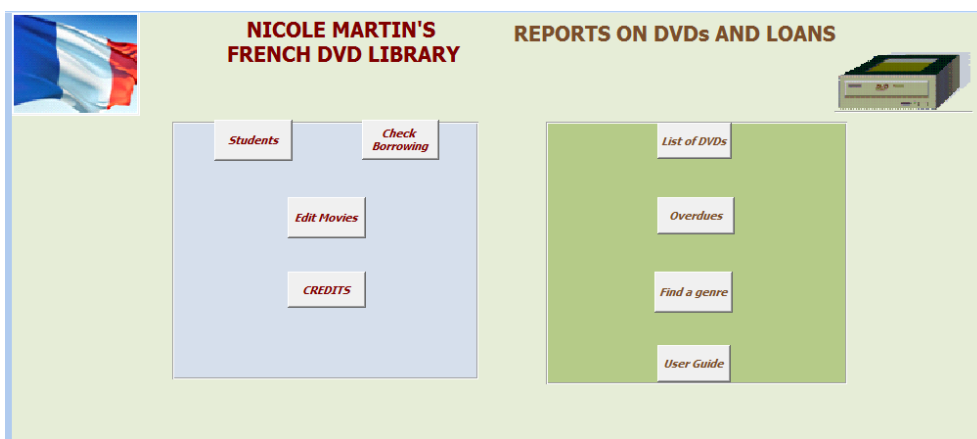 NICOLE MARTIN'S
FRENCH DVD LIBRARY
REPORTS ON DVDs AND LOANS
Students
Check
Borrowing
Edit Movies
CREDITS
List of DVDs
Overdues
Find a genre
User Guide